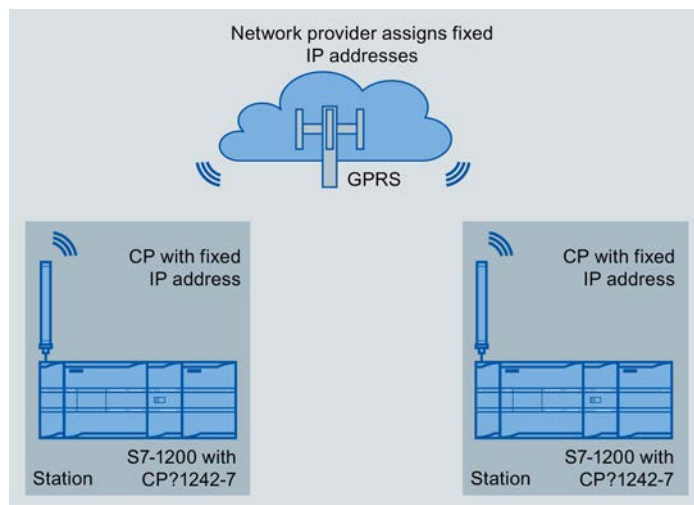 Network provider assigns fixed
IP addresses
GPRS
CP with fixed
IP address
S7-1200 with
CP?1242-7
Station
CP with fixed
IP address
S7-1200 with
CP?1242-7
Station